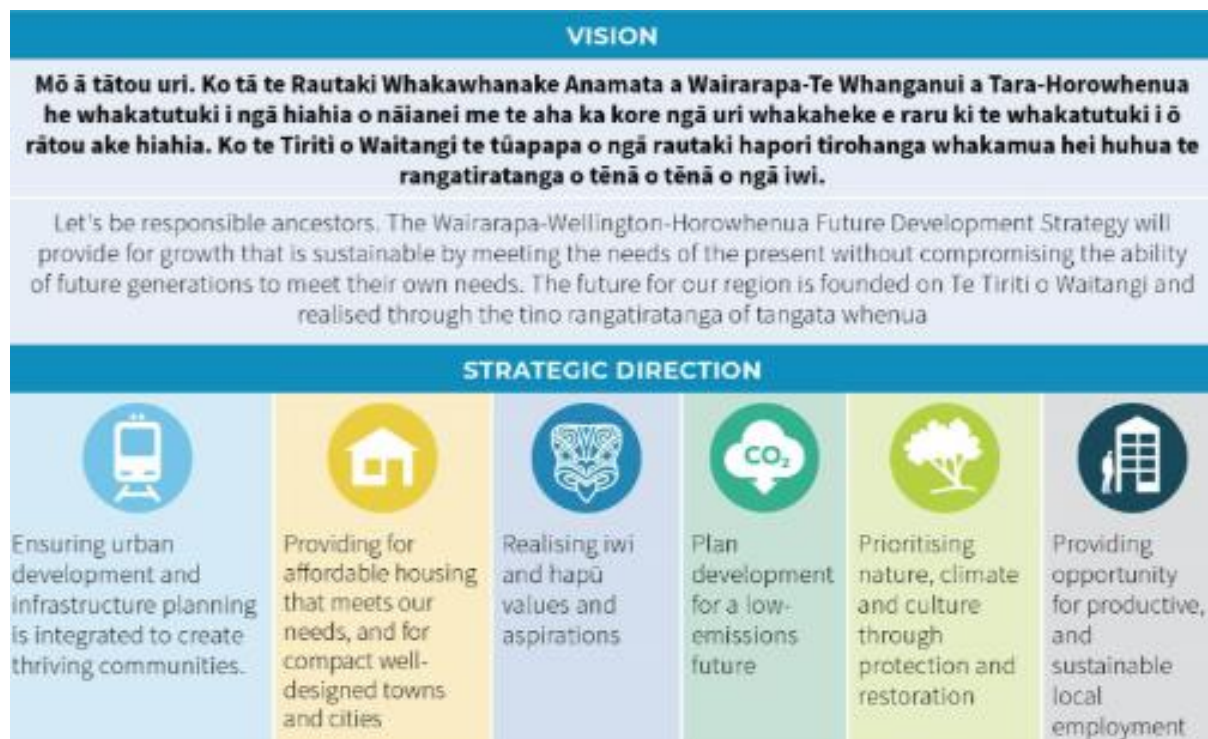 VISION
Mō ā tātou uri. Ko tā te Rautaki Whakawhanake Anamata a Wairarapa-Te Whanganui a Tara-Horowhenua
he whakatutuki i ngā hiahia o nāianei me te aha ka kore ngā uri whakaheke e raru ki te whakatutuki i ō
rātou ake hiahia. Ko te Tiriti o Waitangi te tūāpapa o ngā rautaki hapori tirohanga whakamua hei huhua te
rangatiratanga o tēnā o tēnā o ngā iwi.
Let's be responsible ancestors. The Wairarapa-Wellington-Horowhenua Future Development Strategy will
provide for growth that is sustainable by meeting the needs of the present without compromising the ability
of future generations to meet their own needs. The future for our region is founded on Te Tiriti o Waitangi and
realised through the tino rangatiratanga of tangata whenua
STRATEGIC DIRECTION
Ensuring urban
development and
infrastructure planning
is integrated to create
thriving communities.
Providing for
affordable housing
that meets our
needs, and for
compact well-
designed towns
and cities
Realising iwi
and hapū
values and
aspirations
CO₂
Plan
development
for a low-
emissions
future
Prioritising
nature, climate
and culture
through
protection and
restoration
Providing
opportunity
for productive,
and
sustainable
local
employment